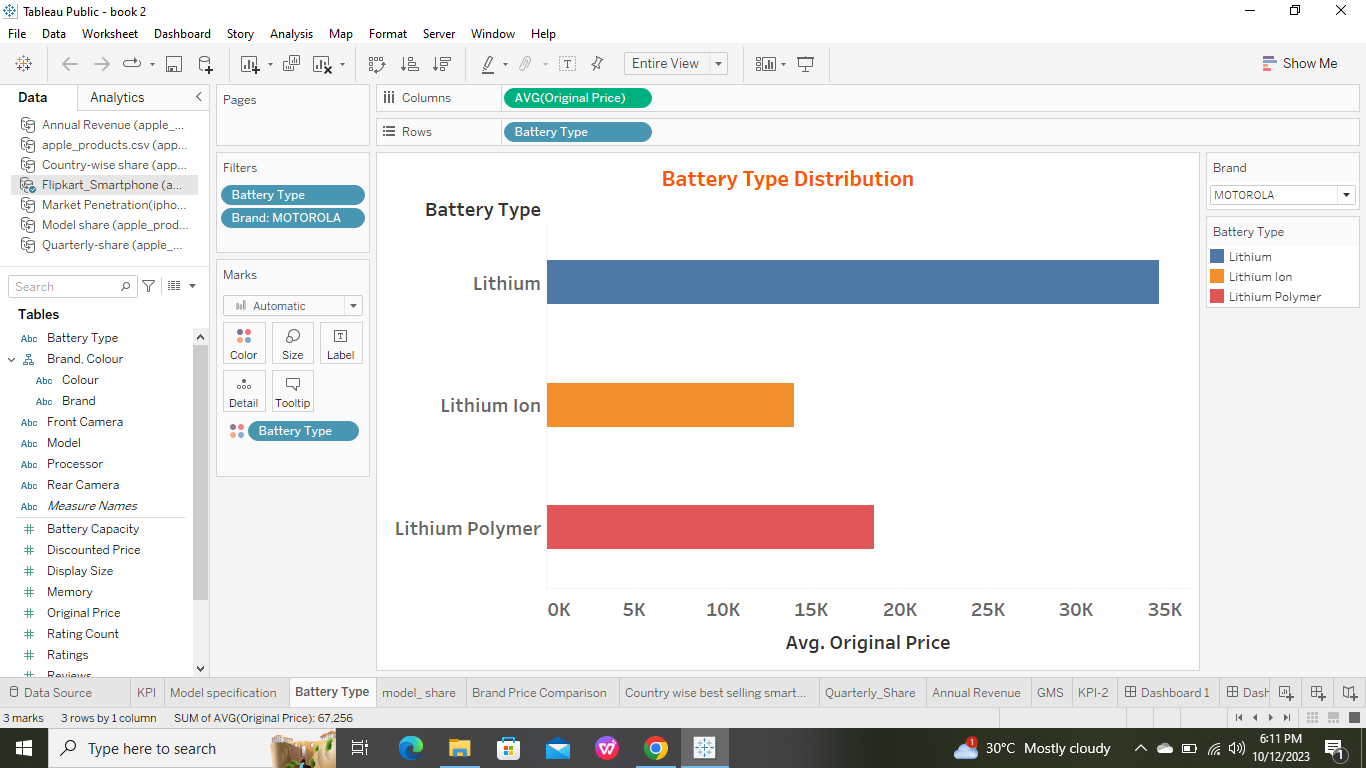 Tableau Public - book 2
File Data Worksheet Dashboard Story Analysis Map Format Server Window Help
Entire View
Show Me
Data Analytics
Annual Revenue (apple_...
apple_products.csv (app...
Country-wise share (app...
Flipkart_Smartphone (a...
Market Penetration(ipho...
Model share (apple_prod...
Quarterly-share (apple_...
Search
Tables
Abc Battery Type
Brand, Colour
Abc Colour
Abc Brand
Abc Front Camera
Abc Model
Abc Processor
Abc Rear Camera
Abc Measure Names
# Battery Capacity
# Discounted Price
# Display Size
# Memory
# Original Price
# Rating Count
# Ratings
# Reviews
Pages
Filters
Battery Type
Brand: MOTOROLA
Marks
Automatic
Color Size Label
Detail Tooltip
Battery Type
Columns AVG(Original Price)
Rows Battery Type
Battery Type Distribution
Battery Type
Lithium
Lithium Ion
Lithium Polymer
0K 5K 10K 15K 20K 25K 30K 35K
Avg. Original Price
Brand
MOTOROLA
Battery Type
Lithium
Lithium Ion
Lithium Polymer
Data Source KPI Model specification Battery Type model_ share Brand Price Comparison Country wise best selling smart... Quarterly_Share Annual Revenue GMS KPI-2 Dashboard 1 Dash
3 marks 3 rows by 1 column SUM of AVG(Original Price): 67,256
Type here to search
1 30°C Mostly cloudy
6:11 PM
10/12/2023
1